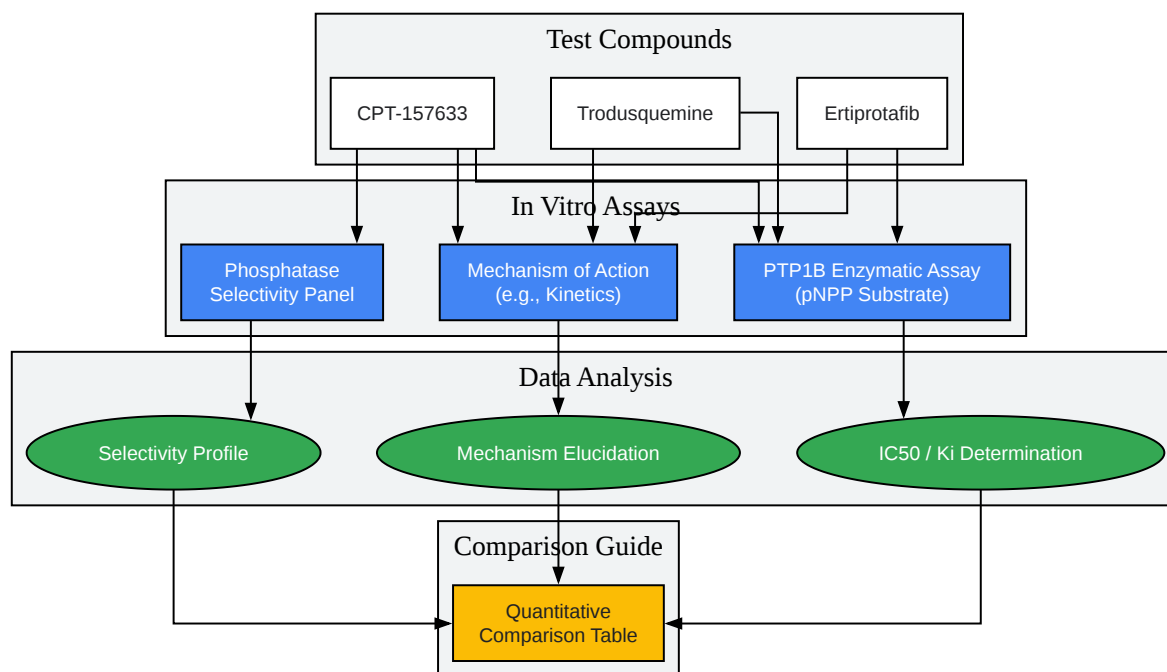 Test Compounds
CPT-157633
Trodusquemine
Ertiprotafib
In Vitro Assays
Phosphatase
Selectivity Panel
Mechanism of Action
(e.g., Kinetics)
PTP1B Enzymatic Assay
(pNPP Substrate)
Data Analysis
Selectivity Profile
Mechanism Elucidation
IC50 / Ki Determination
Comparison Guide
Quantitative
Comparison Table